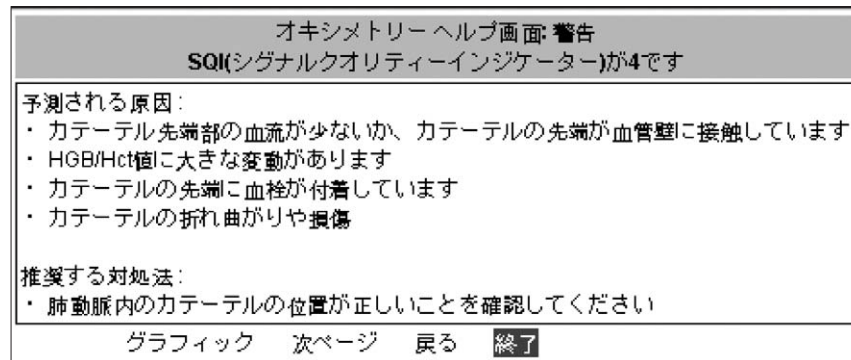 オキシメトリー ヘルプ画面: 警告
SQI(シグナルクオリティーインジケーター)が4です
予測される原因:
・ カテーテル先端部の血流が少ないか、カテーテルの先端が血管壁に接触しています
・ HGB/Hct値に大きな変動があります
・ カテーテルの先端に血栓が付着しています
・ カテーテルの折れ曲がりや損傷
推奨する対処法:
・ 肺動脈内のカテーテルの位置が正しいことを確認してください
グラフィック 次ページ 戻る 終了